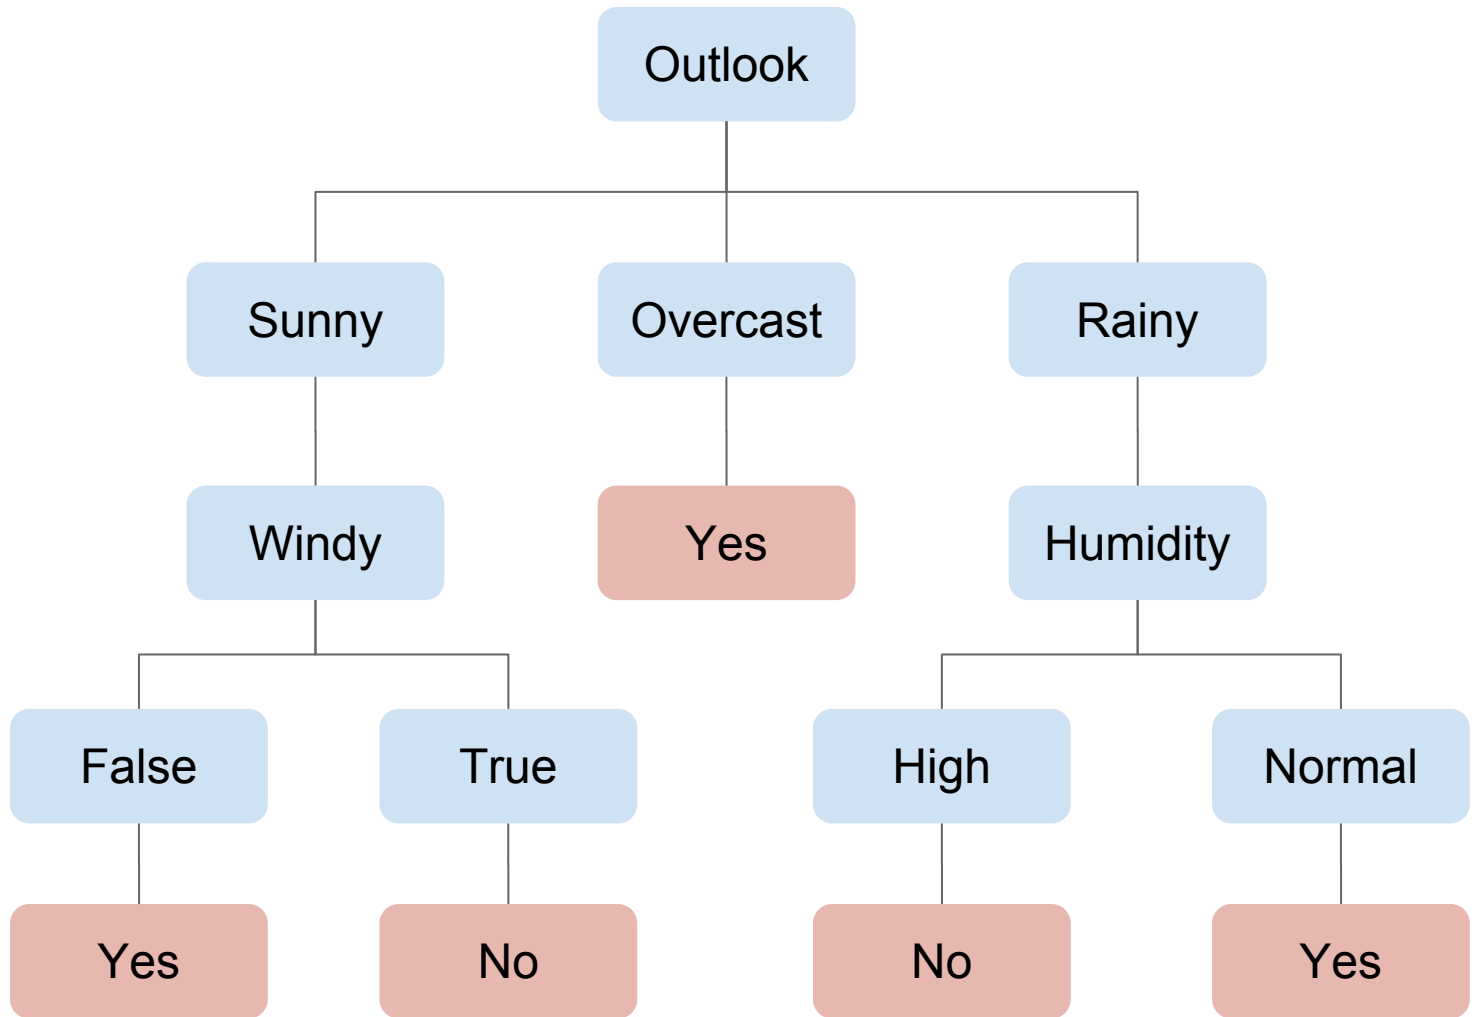 Outlook
Sunny
Overcast
Rainy
Windy
Yes
Humidity
False
True
High
Normal
Yes
No
No
Yes